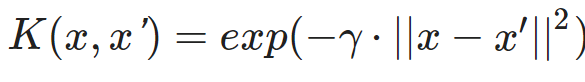 K(x, x') = exp(−γ · ||x − x'||²)